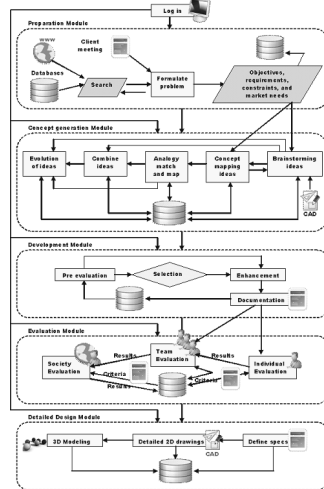 Log in
Preparation Module
www
Client
meeting
Databases
Search
Formulate
problem
Objectives,
requirements,
constraints, and
market needs
Concept generation Module
Evolution
of ideas
Combine
ideas
Analogy
match
and map
Concept
mapping
ideas
Brainstorming
ideas
CAD
Development Module
Pre evaluation
Selection
Enhancement
Documentation
Evaluation Module
Society
Evaluation
Results
Team
Evaluation
Results
Individual
Evaluation
Criteria
Criteria
Results
Detailed Design Module
3D Modeling
Detailed 2D drawings
Define specs
CAD